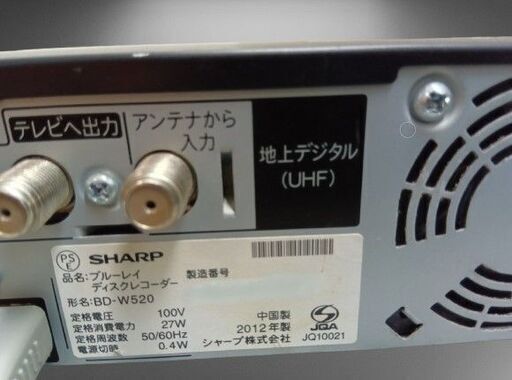 テレビへ出力
アンテナから
入力
地上デジタル
(UHF)
PS
E
SHARP
品名:ブルーレイ
ディスクレコーダー
製造番号
形名:BD-W520
定格電圧 100V
中国製
定格消費電力 27W
2012年製
定格周波数 50/60Hz
シャープ株式会社
電源切時 0.4W
JQA
JQ10021